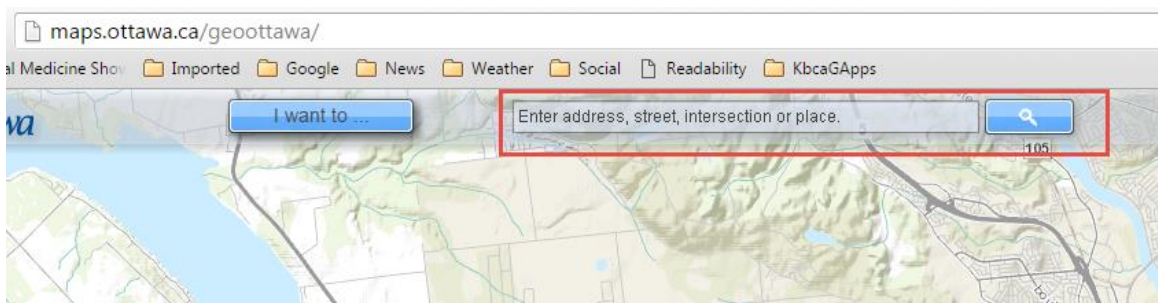 maps.ottawa.ca/geoottawa/
al Medicine Show Imported Google News Weather Social Readability KbcaGApps
wa I want to ... Enter address, street, intersection or place.
5
105